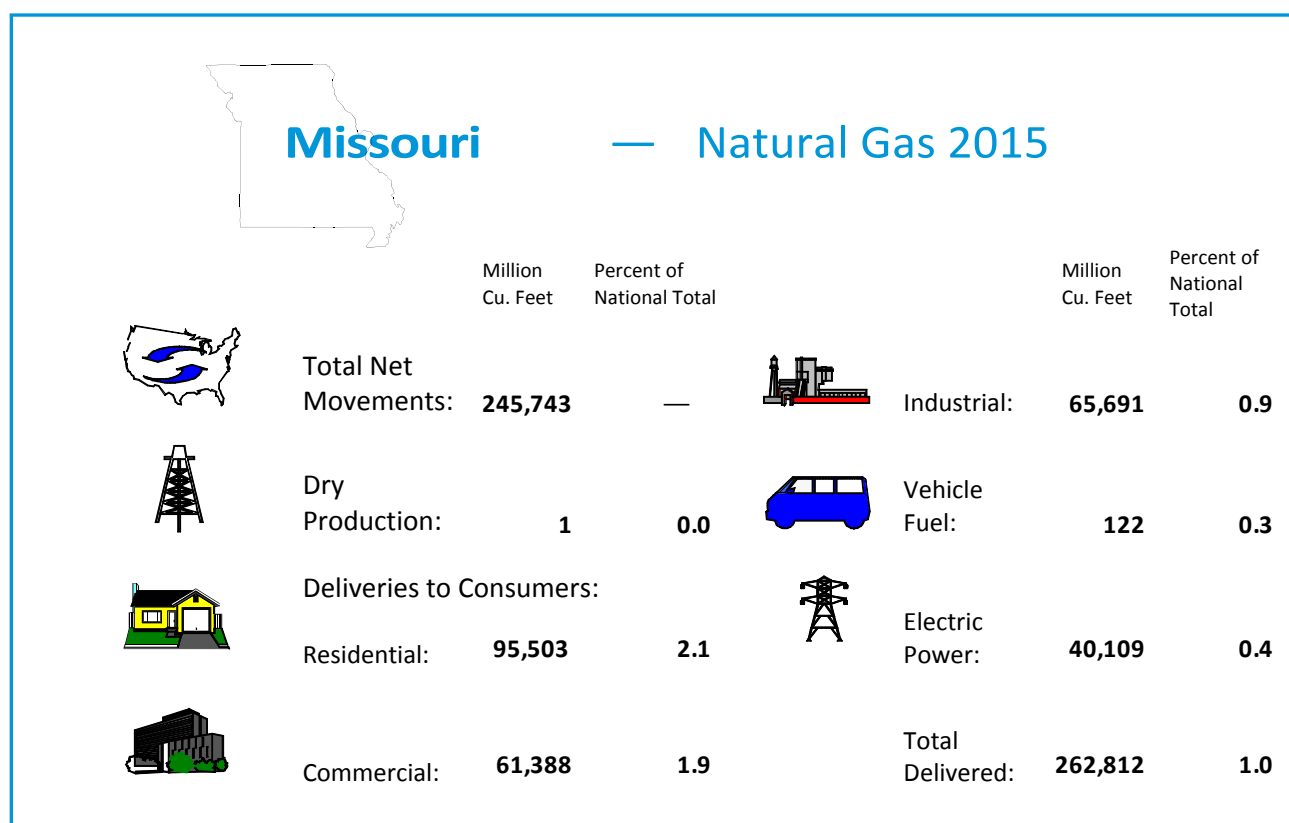 Missouri — Natural Gas 2015
Million Percent of
Cu. Feet National Total
Total Net
Movements: 245,743 —
Dry
Production: 1 0.0
Deliveries to Consumers:
Residential: 95,503 2.1
Commercial: 61,388 1.9
Million Percent of
Cu. Feet National
Total
Industrial: 65,691 0.9
Vehicle
Fuel: 122 0.3
Electric
Power: 40,109 0.4
Total
Delivered: 262,812 1.0